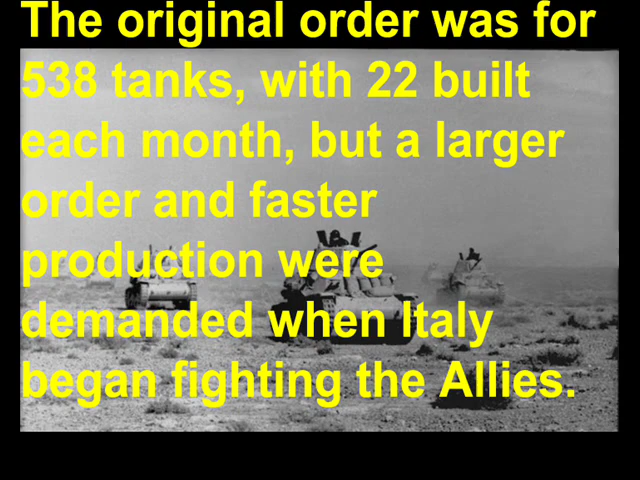 The original order was for
538 tanks, with 22 built
each month, but a larger
order and faster
production were
demanded when Italy
began fighting the Allies.